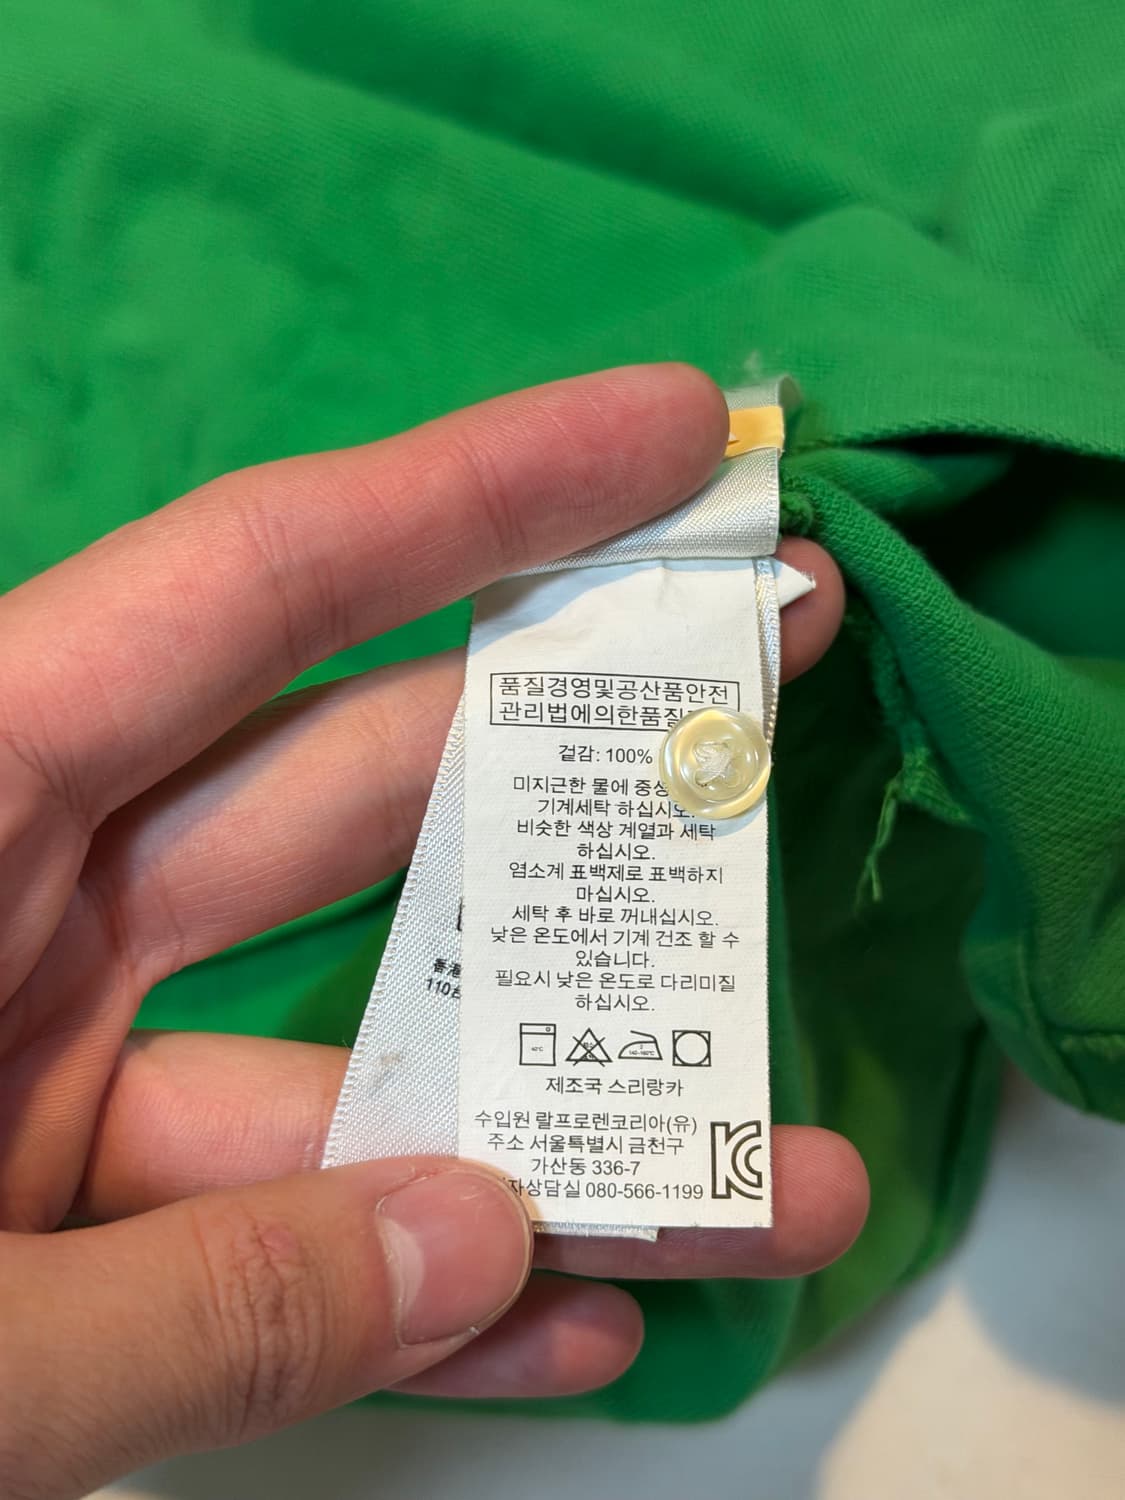 품질경영및공산품안전
관리법에의한품질
겉감: 100%
미지근한 물에 중성
기계세탁 하십시오.
비슷한 색상 계열과 세탁
하십시오.
염소계 표백제로 표백하지
마십시오.
세탁 후 바로 꺼내십시오.
낮은 온도에서 기계 건조 할 수
있습니다.
필요시 낮은 온도로 다리미질
하십시오.
40°C
제조국 스리랑카
수입원 랄프로렌코리아(유)
주소 서울특별시 금천구
가산동 336-7
자상담실 080-566-1199
香港
110